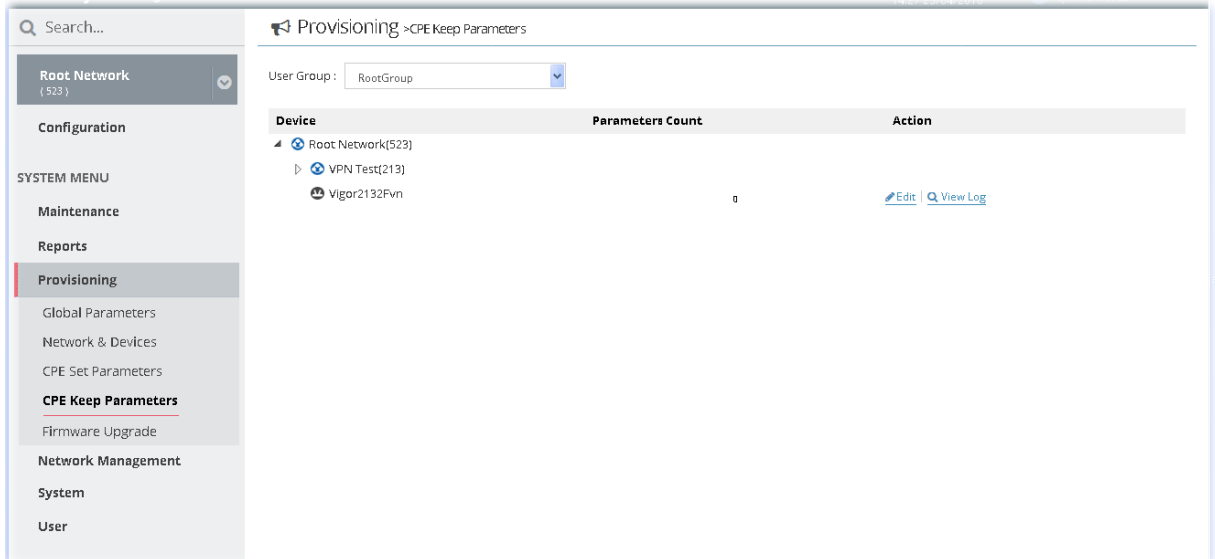 Search...
Provisioning >CPE Keep Parameters
Root Network
(523)
User Group : RootGroup
Configuration
Device Parameters Count Action
Root Network(523)
VPN Test(213)
Vigor2132Fvn 0 Edit | View Log
SYSTEM MENU
Maintenance
Reports
Provisioning
Global Parameters
Network & Devices
CPE Set Parameters
CPE Keep Parameters
Firmware Upgrade
Network Management
System
User